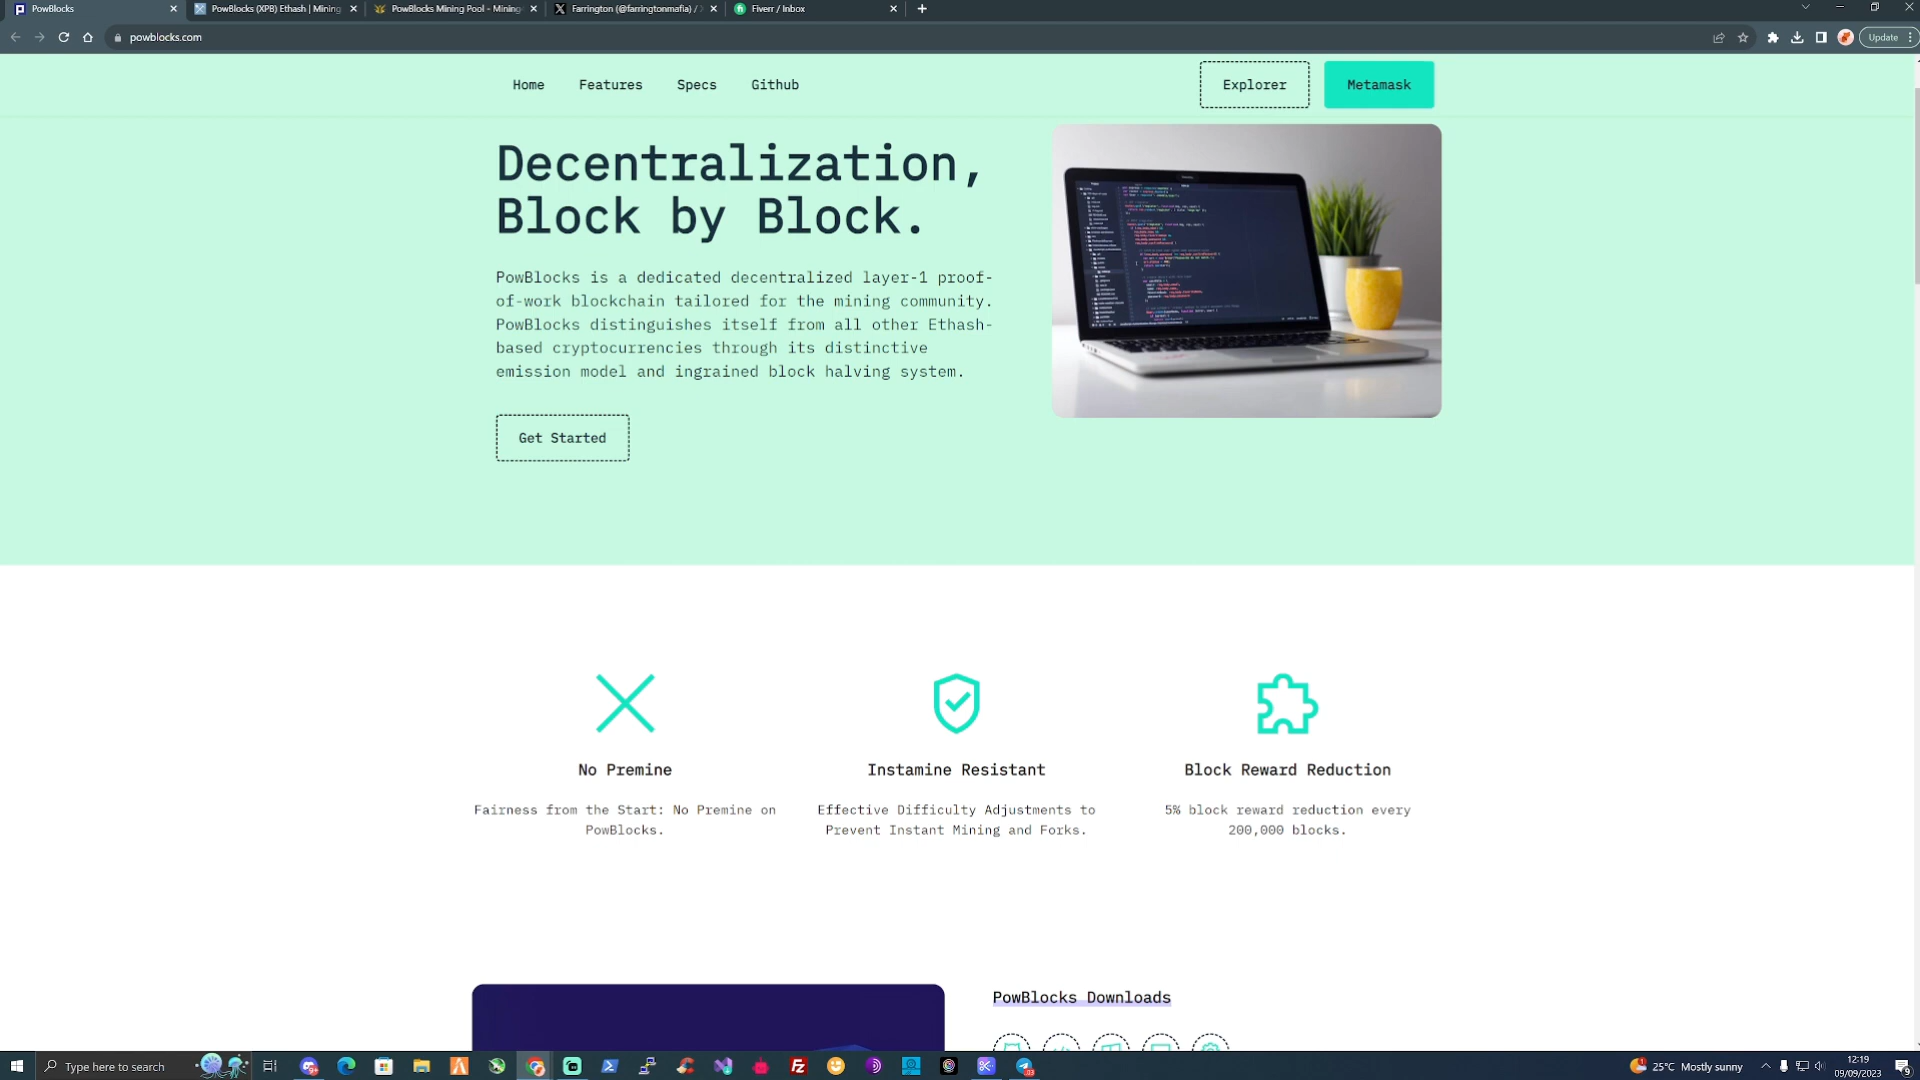 PowBlocks
PowBlocks (XPB) Ethash | Mining
PowBlocks Mining Pool - Mining
Farrington (@farringtonmafia) /
Fiverr / Inbox
powblocks.com
Update
Home
Features
Specs
Github
Explorer
Metamask
Decentralization,
Block by Block.
PowBlocks is a dedicated decentralized layer-1 proof-
of-work blockchain tailored for the mining community.
PowBlocks distinguishes itself from all other Ethash-
based cryptocurrencies through its distinctive
emission model and ingrained block halving system.
Get Started
No Premine
Fairness from the Start: No Premine on
PowBlocks.
Instamine Resistant
Effective Difficulty Adjustments to
Prevent Instant Mining and Forks.
Block Reward Reduction
5% block reward reduction every
200,000 blocks.
PowBlocks Downloads
Type here to search
25°C Mostly sunny
12:19
09/09/2023